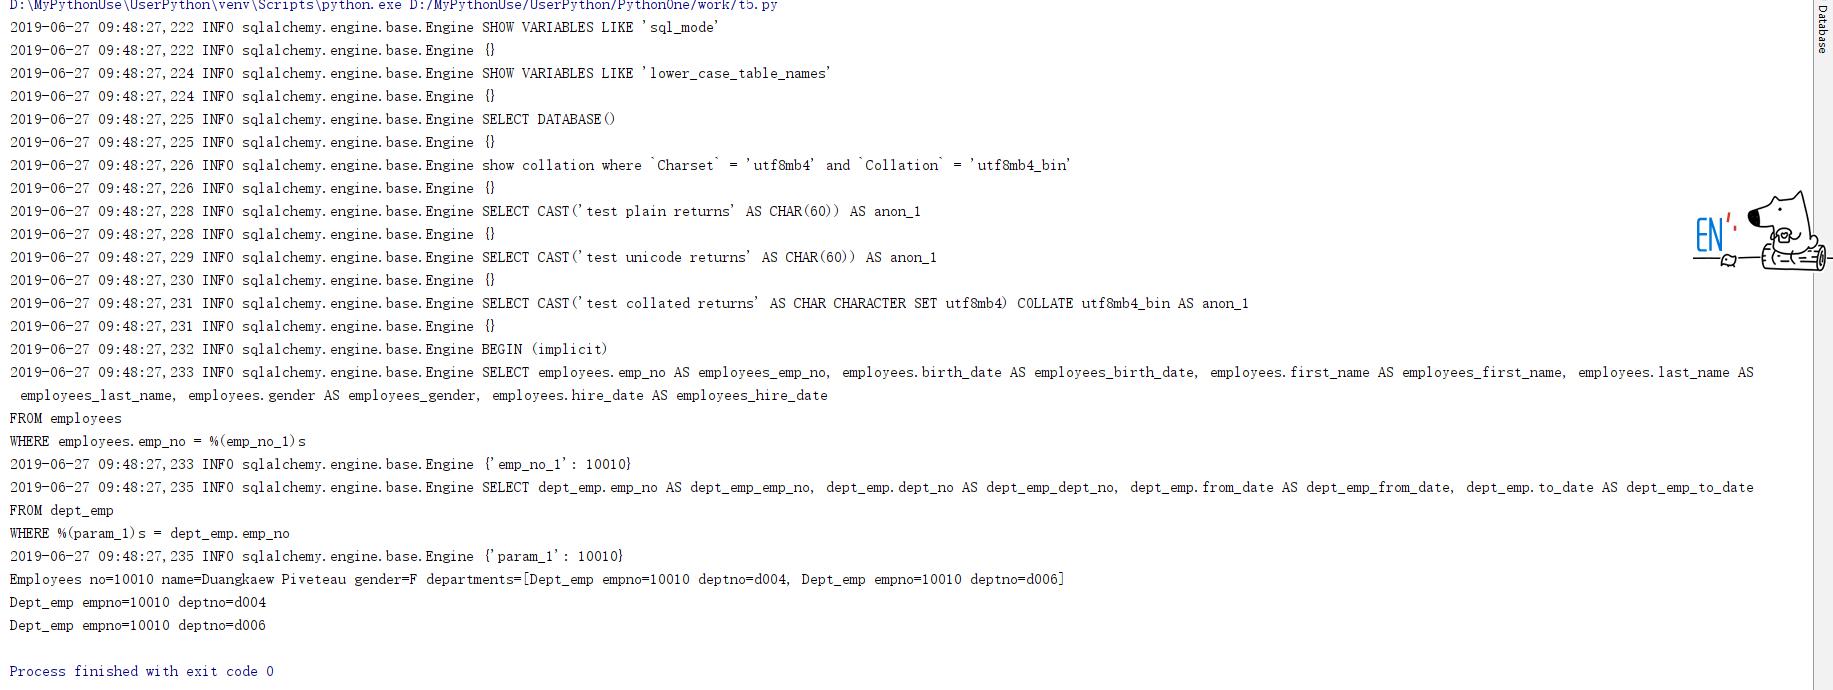 D:\MyPythonUse\UserPython\venv\Scripts\python.exe D:/MyPythonUse/UserPython/PythonOne/work/t5.py
2019-06-27 09:48:27,222 INFO sqlalchemy.engine.base.Engine SHOW VARIABLES LIKE 'sql_mode'
2019-06-27 09:48:27,222 INFO sqlalchemy.engine.base.Engine {}
2019-06-27 09:48:27,224 INFO sqlalchemy.engine.base.Engine SHOW VARIABLES LIKE 'lower_case_table_names'
2019-06-27 09:48:27,224 INFO sqlalchemy.engine.base.Engine {}
2019-06-27 09:48:27,225 INFO sqlalchemy.engine.base.Engine SELECT DATABASE()
2019-06-27 09:48:27,225 INFO sqlalchemy.engine.base.Engine {}
2019-06-27 09:48:27,226 INFO sqlalchemy.engine.base.Engine show collation where `Charset` = 'utf8mb4' and `Collation` = 'utf8mb4_bin'
2019-06-27 09:48:27,226 INFO sqlalchemy.engine.base.Engine {}
2019-06-27 09:48:27,228 INFO sqlalchemy.engine.base.Engine SELECT CAST('test plain returns' AS CHAR(60)) AS anon_1
2019-06-27 09:48:27,228 INFO sqlalchemy.engine.base.Engine {}
2019-06-27 09:48:27,229 INFO sqlalchemy.engine.base.Engine SELECT CAST('test unicode returns' AS CHAR(60)) AS anon_1
2019-06-27 09:48:27,230 INFO sqlalchemy.engine.base.Engine {}
2019-06-27 09:48:27,231 INFO sqlalchemy.engine.base.Engine SELECT CAST('test collated returns' AS CHAR CHARACTER SET utf8mb4) COLLATE utf8mb4_bin AS anon_1
2019-06-27 09:48:27,231 INFO sqlalchemy.engine.base.Engine {}
2019-06-27 09:48:27,232 INFO sqlalchemy.engine.base.Engine BEGIN (implicit)
2019-06-27 09:48:27,233 INFO sqlalchemy.engine.base.Engine SELECT employees.emp_no AS employees_emp_no, employees.birth_date AS employees_birth_date, employees.first_name AS employees_first_name, employees.last_name AS
employees_last_name, employees.gender AS employees_gender, employees.hire_date AS employees_hire_date
FROM employees
WHERE employees.emp_no = %(emp_no_1)s
2019-06-27 09:48:27,233 INFO sqlalchemy.engine.base.Engine {'emp_no_1': 10010}
2019-06-27 09:48:27,235 INFO sqlalchemy.engine.base.Engine SELECT dept_emp.emp_no AS dept_emp_emp_no, dept_emp.dept_no AS dept_emp_dept_no, dept_emp.from_date AS dept_emp_from_date, dept_emp.to_date AS dept_emp_to_date
FROM dept_emp
WHERE %(param_1)s = dept_emp.emp_no
2019-06-27 09:48:27,235 INFO sqlalchemy.engine.base.Engine {'param_1': 10010}
Employees no=10010 name=Duangkaew Piveteau gender=F departments=[Dept_emp empno=10010 deptno=d004, Dept_emp empno=10010 deptno=d006]
Dept_emp empno=10010 deptno=d004
Dept_emp empno=10010 deptno=d006
Process finished with exit code 0
Database
EN